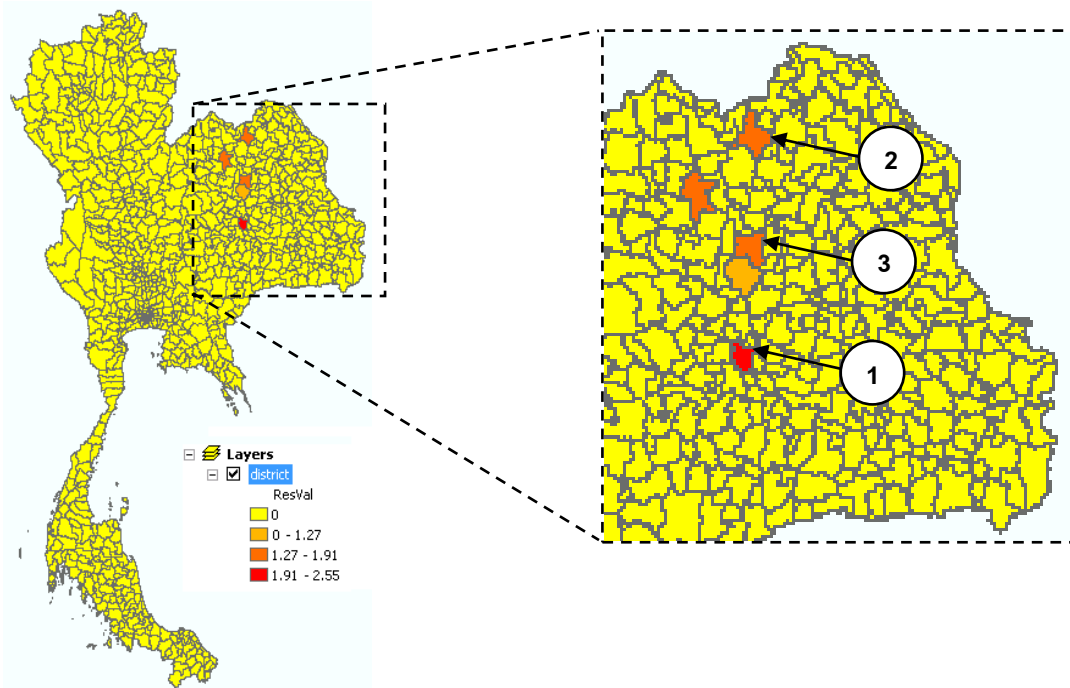 2
3
1
Layers
district
ResVal
0
0 - 1.27
1.27 - 1.91
1.91 - 2.55